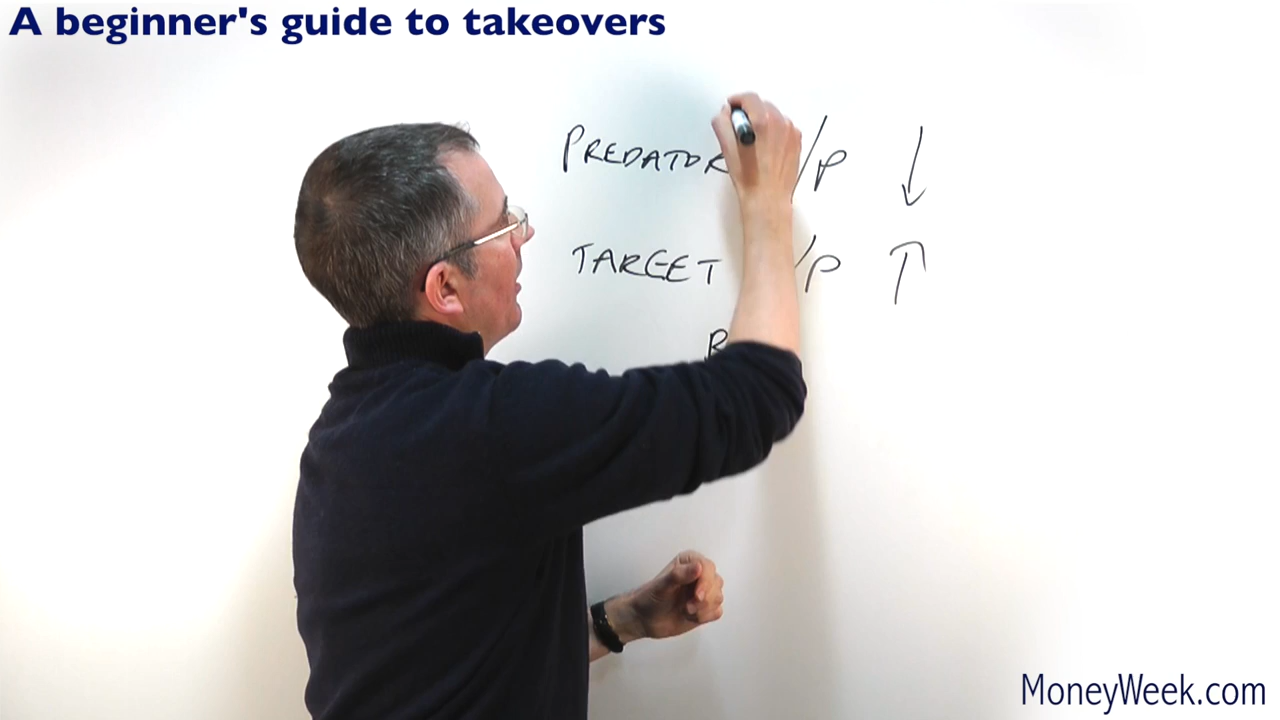 A beginner's guide to takeovers
PREDATOR /P ↓
TARGET /P ↑
MoneyWeek.com